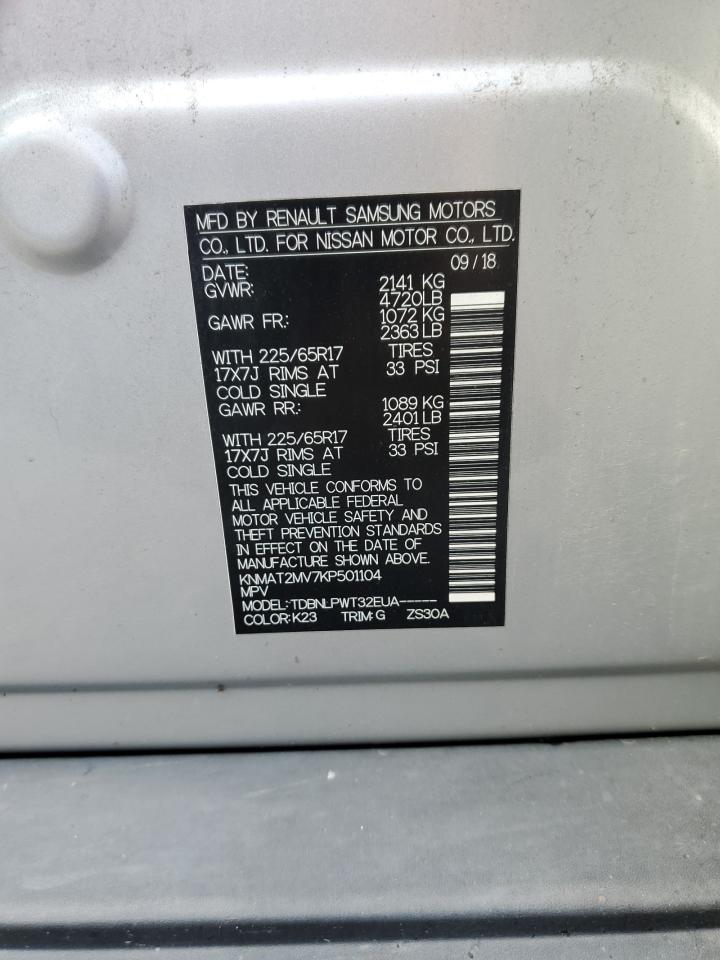 MFD BY RENAULT SAMSUNG MOTORS
CO., LTD. FOR NISSAN MOTOR CO., LTD.
DATE: 09/18
GVWR: 2141 KG
4720LB
GAWR FR.: 1072 KG
2363 LB
WITH 225/65R17 TIRES
17X7J RIMS AT 33 PSI
COLD SINGLE
GAWR RR.: 1089 KG
2401 LB
WITH 225/65R17 TIRES
17X7J RIMS AT 33 PSI
COLD SINGLE
THIS VEHICLE CONFORMS TO
ALL APPLICABLE FEDERAL
MOTOR VEHICLE SAFETY AND
THEFT PREVENTION STANDARDS
IN EFFECT ON THE DATE OF
MANUFACTURE SHOWN ABOVE.
KNMAT2MV7KP501104
MPV
MODEL:TDBNLPWT32EUA-----
COLOR:K23 TRIM:G ZS30A